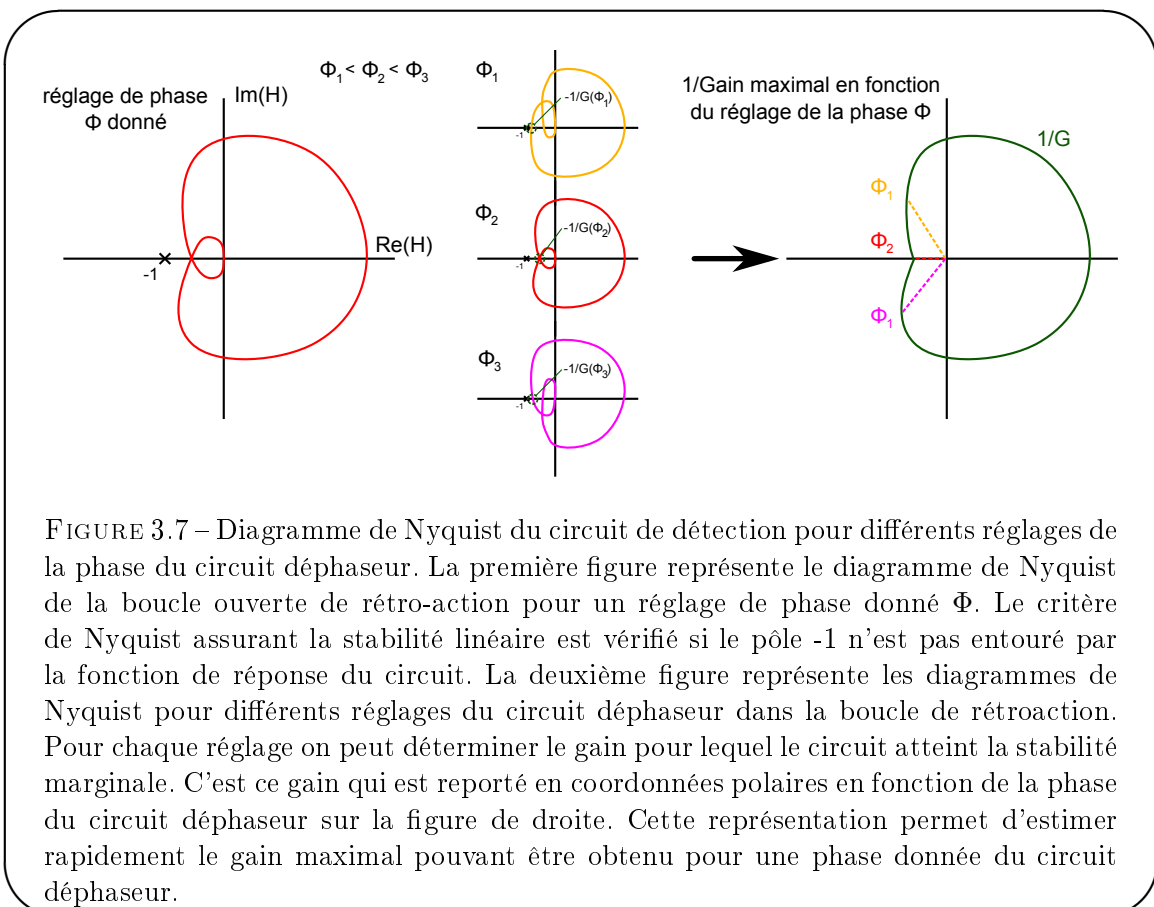 réglage de phase
Φ donné
Im(H)
Re(H)
-1
Φ1 < Φ2 < Φ3
Φ1
-1/G(Φ1)
-1
Φ2
-1/G(Φ2)
-1
Φ3
-1/G(Φ3)
-1
1/Gain maximal en fonction
du réglage de la phase Φ
1/G
Φ1
Φ2
Φ1
FIGURE 3.7 – Diagramme de Nyquist du circuit de détection pour différents réglages de
la phase du circuit déphaseur. La première figure représente le diagramme de Nyquist
de la boucle ouverte de rétro-action pour un réglage de phase donné Φ. Le critère
de Nyquist assurant la stabilité linéaire est vérifié si le pôle -1 n'est pas entouré par
la fonction de réponse du circuit. La deuxième figure représente les diagrammes de
Nyquist pour différents réglages du circuit déphaseur dans la boucle de rétroaction.
Pour chaque réglage on peut déterminer le gain pour lequel le circuit atteint la stabilité
marginale. C'est ce gain qui est reporté en coordonnées polaires en fonction de la phase
du circuit déphaseur sur la figure de droite. Cette représentation permet d'estimer
rapidement le gain maximal pouvant être obtenu pour une phase donnée du circuit
déphaseur.